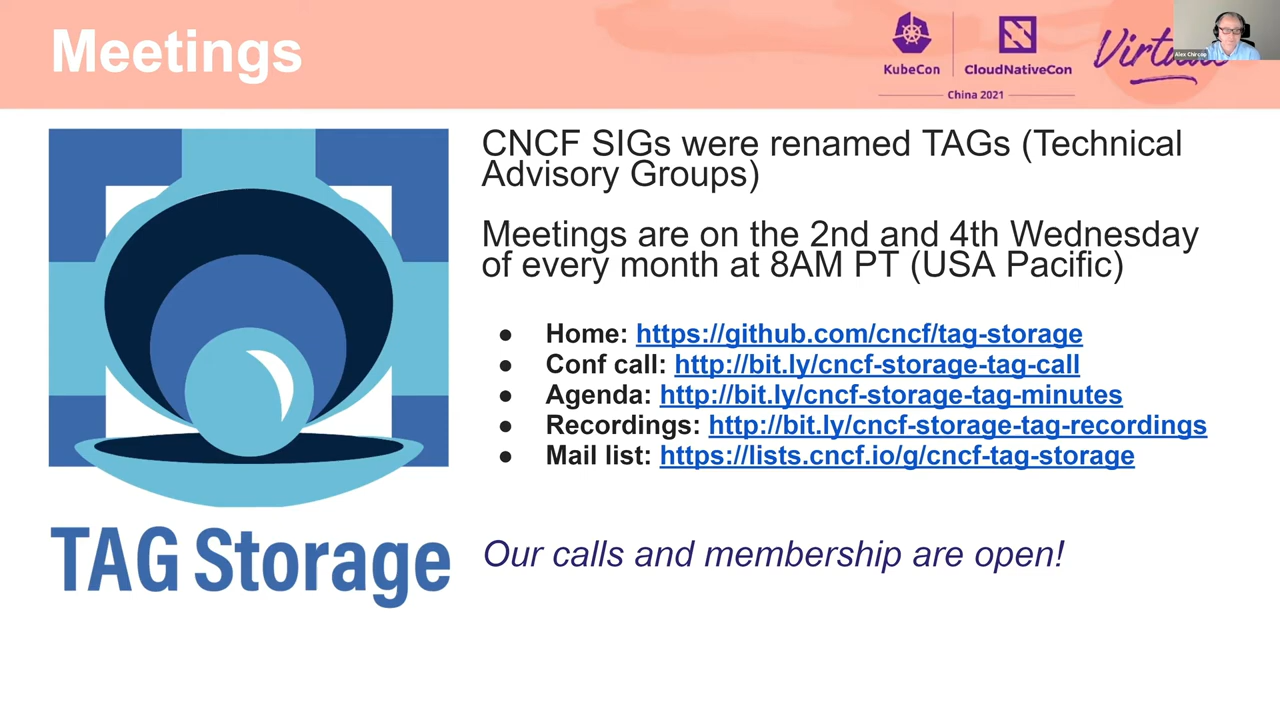 Meetings
KubeCon
CloudNativeCon
China 2021
Virtual
Alex Chircop
CNCF SIGs were renamed TAGs (Technical
Advisory Groups)
Meetings are on the 2nd and 4th Wednesday
of every month at 8AM PT (USA Pacific)
● Home: https://github.com/cncf/tag-storage
● Conf call: http://bit.ly/cncf-storage-tag-call
● Agenda: http://bit.ly/cncf-storage-tag-minutes
● Recordings: http://bit.ly/cncf-storage-tag-recordings
● Mail list: https://lists.cncf.io/g/cncf-tag-storage
TAG Storage
Our calls and membership are open!